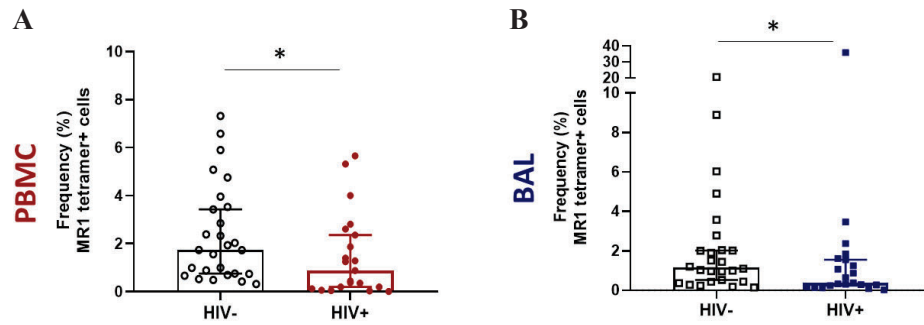 A
PBMC
Frequency (%)
MR1 tetramer+ cells
10
8
6
4
2
0
*
HIV-
HIV+
B
BAL
Frequency (%)
MR1 tetramer+ cells
40
30
20
10
8
6
4
2
0
*
HIV-
HIV+